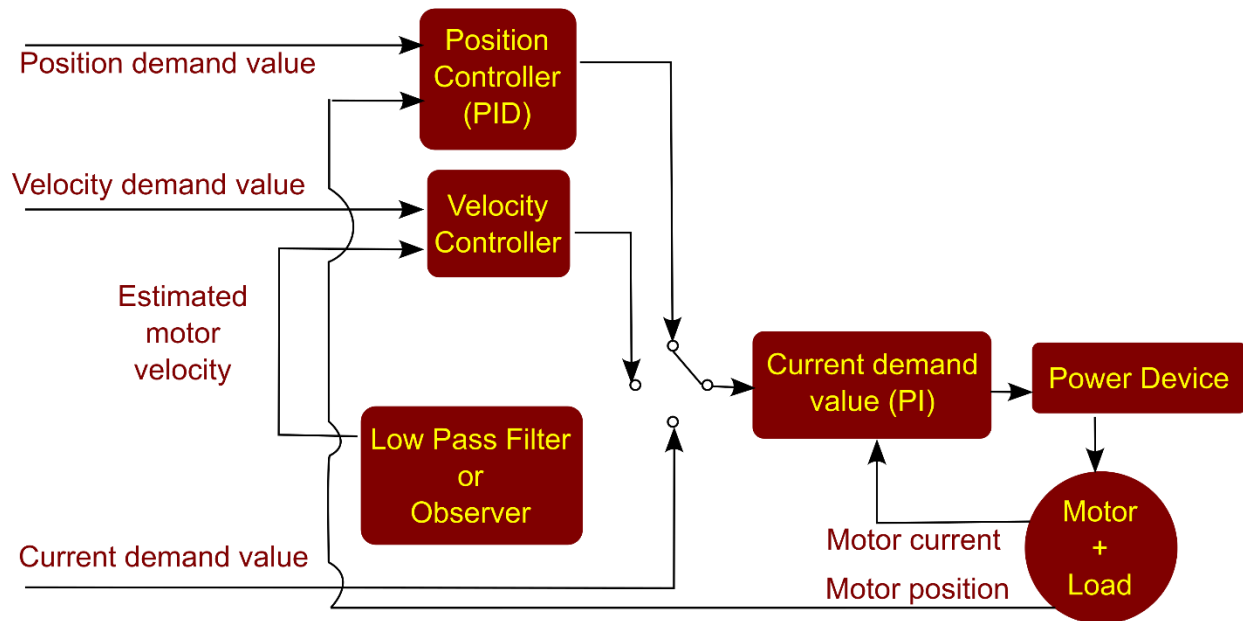 Position demand value
Position
Controller
(PID)
Velocity demand value
Velocity
Controller
Estimated
motor
velocity
Low Pass Filter
or
Observer
Current demand value
Current demand
value (PI)
Power Device
Motor current
Motor position
Motor
+
Load